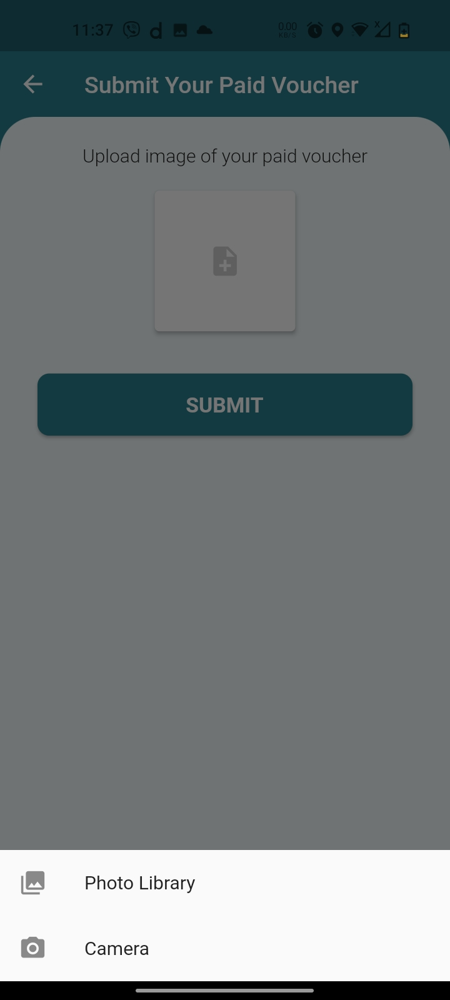 11:37
0.00
KB/S
Submit Your Paid Voucher
Upload image of your paid voucher
SUBMIT
Photo Library
Camera